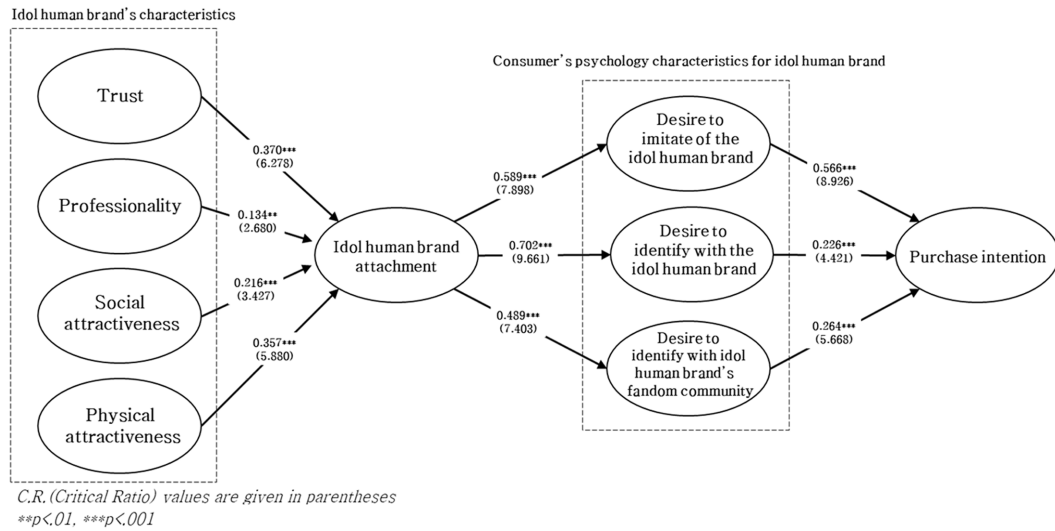 Idol human brand's characteristics
Trust
Professionality
Social
attractiveness
Physical
attractiveness
0.370***
(6.278)
0.134**
(2.680)
0.216***
(3.427)
0.357***
(5.880)
Idol human brand
attachment
0.589***
(7.898)
0.702***
(9.661)
0.489***
(7.403)
Consumer's psychology characteristics for idol human brand
Desire to
imitate of the
idol human brand
Desire to
identify with the
idol human brand
Desire to
identify with idol
human brand's
fandom community
0.566***
(8.926)
0.226***
(4.421)
0.264***
(5.668)
Purchase intention
C.R.(Critical Ratio) values are given in parentheses
**p<.01, ***p<.001